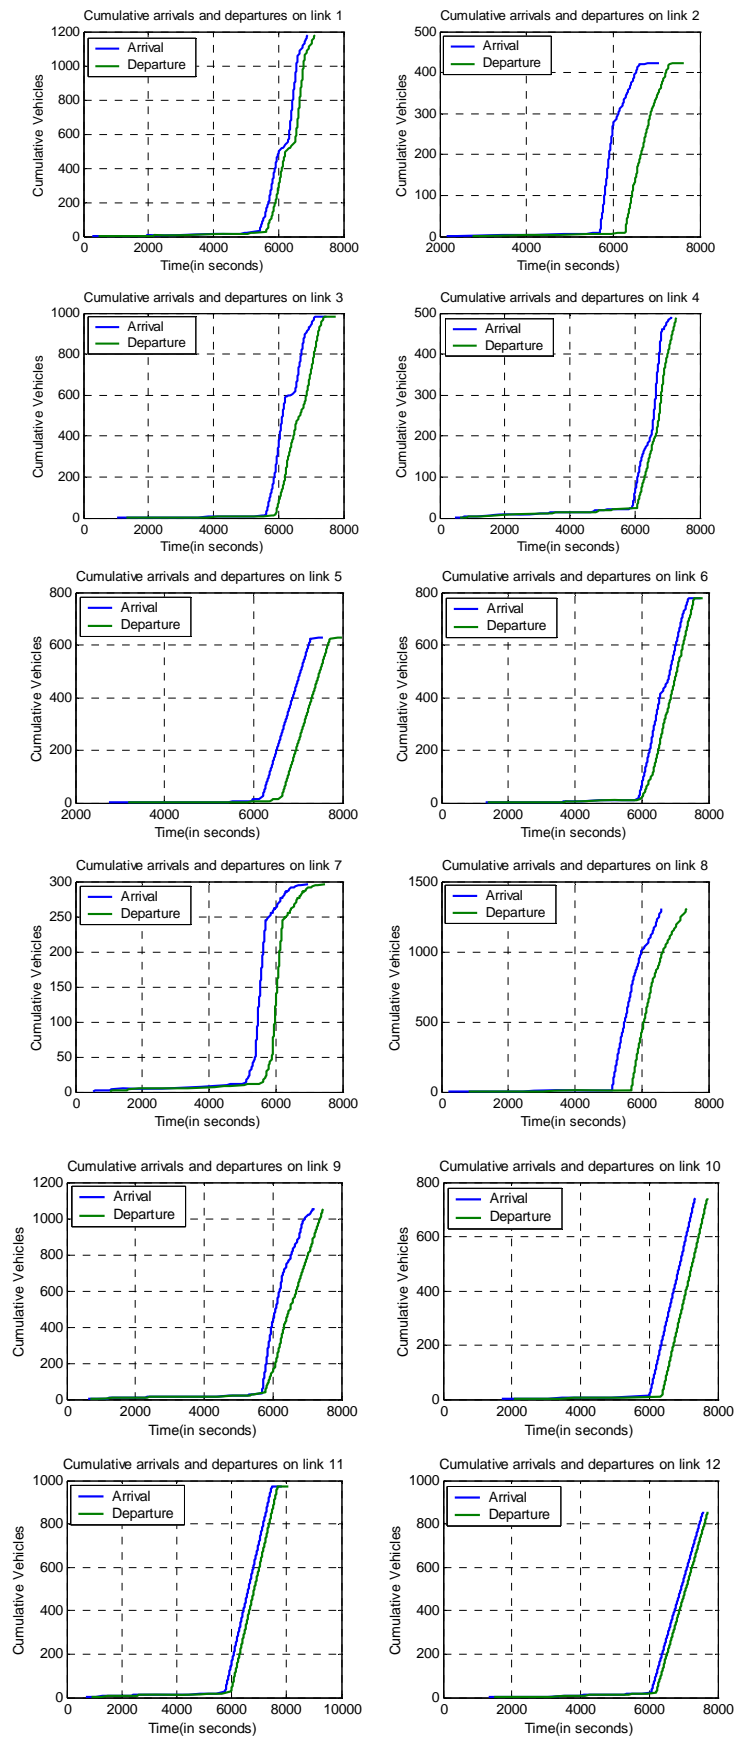 Cumulative arrivals and departures on link 1
1200
1000
800
600
400
200
0
Cumulative Vehicles
Arrival
Departure
0 2000 4000 6000 8000
Time(in seconds)
Cumulative arrivals and departures on link 2
500
400
300
200
100
0
Cumulative Vehicles
Arrival
Departure
2000 4000 6000 8000
Time(in seconds)
Cumulative arrivals and departures on link 3
1000
800
600
400
200
0
Cumulative Vehicles
Arrival
Departure
0 2000 4000 6000 8000
Time(in seconds)
Cumulative arrivals and departures on link 4
500
400
300
200
100
0
Cumulative Vehicles
Arrival
Departure
0 2000 4000 6000 8000
Time(in seconds)
Cumulative arrivals and departures on link 5
800
600
400
200
0
Cumulative Vehicles
Arrival
Departure
2000 4000 6000 8000
Time(in seconds)
Cumulative arrivals and departures on link 6
800
600
400
200
0
Cumulative Vehicles
Arrival
Departure
0 2000 4000 6000 8000
Time(in seconds)
Cumulative arrivals and departures on link 7
300
250
200
150
100
50
0
Cumulative Vehicles
Arrival
Departure
0 2000 4000 6000 8000
Time(in seconds)
Cumulative arrivals and departures on link 8
1500
1000
500
0
Cumulative Vehicles
Arrival
Departure
0 2000 4000 6000 8000
Time(in seconds)
Cumulative arrivals and departures on link 9
1200
1000
800
600
400
200
0
Cumulative Vehicles
Arrival
Departure
0 2000 4000 6000 8000
Time(in seconds)
Cumulative arrivals and departures on link 10
800
600
400
200
0
Cumulative Vehicles
Arrival
Departure
0 2000 4000 6000 8000
Time(in seconds)
Cumulative arrivals and departures on link 11
1000
800
600
400
200
0
Cumulative Vehicles
Arrival
Departure
0 2000 4000 6000 8000 10000
Time(in seconds)
Cumulative arrivals and departures on link 12
1000
800
600
400
200
0
Cumulative Vehicles
Arrival
Departure
0 2000 4000 6000 8000
Time(in seconds)